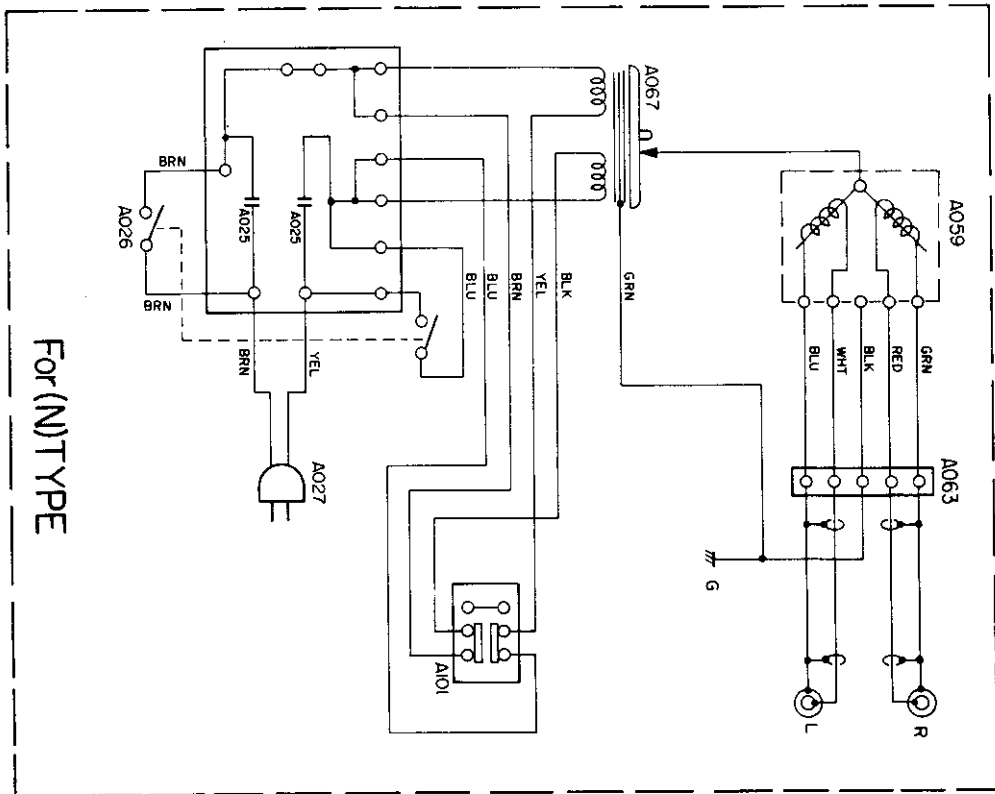 A067
A059
BRN
A026
A025
A025
BRN
BLU
BLU
BRN
YEL
BLK
GRN
BLU
WHT
BLK
RED
GRN
BRN
YEL
A027
A063
G
A101
L
R
For(N)TYPE